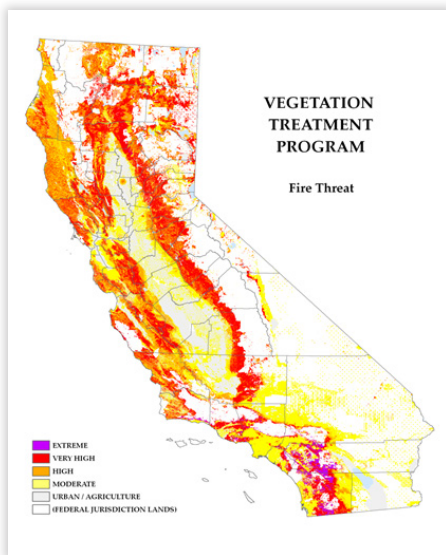 VEGETATION
TREATMENT
PROGRAM
Fire Threat
EXTREME
VERY HIGH
HIGH
MODERATE
URBAN / AGRICULTURE
(FEDERAL JURISDICTION LANDS)